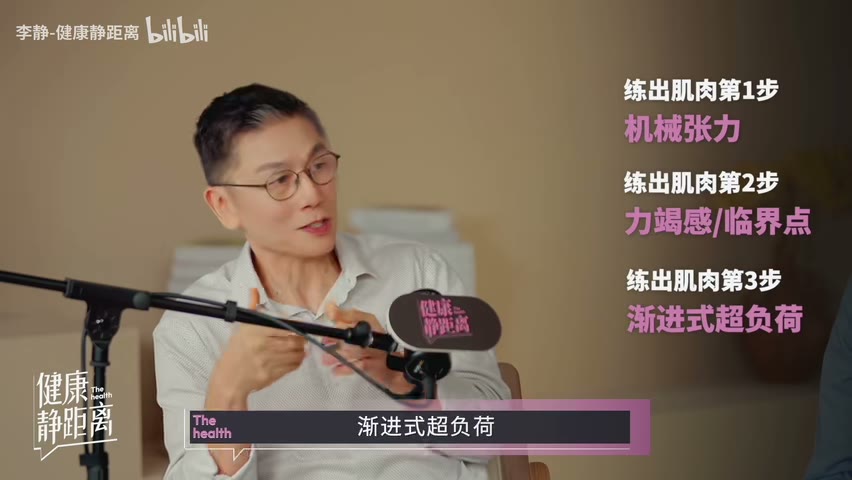 李静-健康静距离 bilibili
练出肌肉第1步
机械张力
练出肌肉第2步
力竭感/临界点
练出肌肉第3步
渐进式超负荷
健康
The
静距离
健康
The
health
静距离
The
health
渐进式超负荷